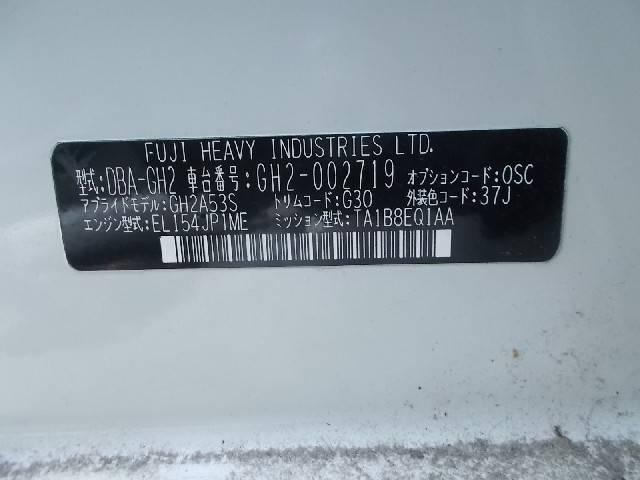 FUJI HEAVY INDUSTRIES LTD.
型式:DBA-GH2 車台番号:GH2-002719 オプションコード:OSC
アプライドモデル:GH2A53S トリムコード:G30 外装色コード:37J
エンジン型式:EL154JP1ME ミッション型式:TA1B8EQ1AA